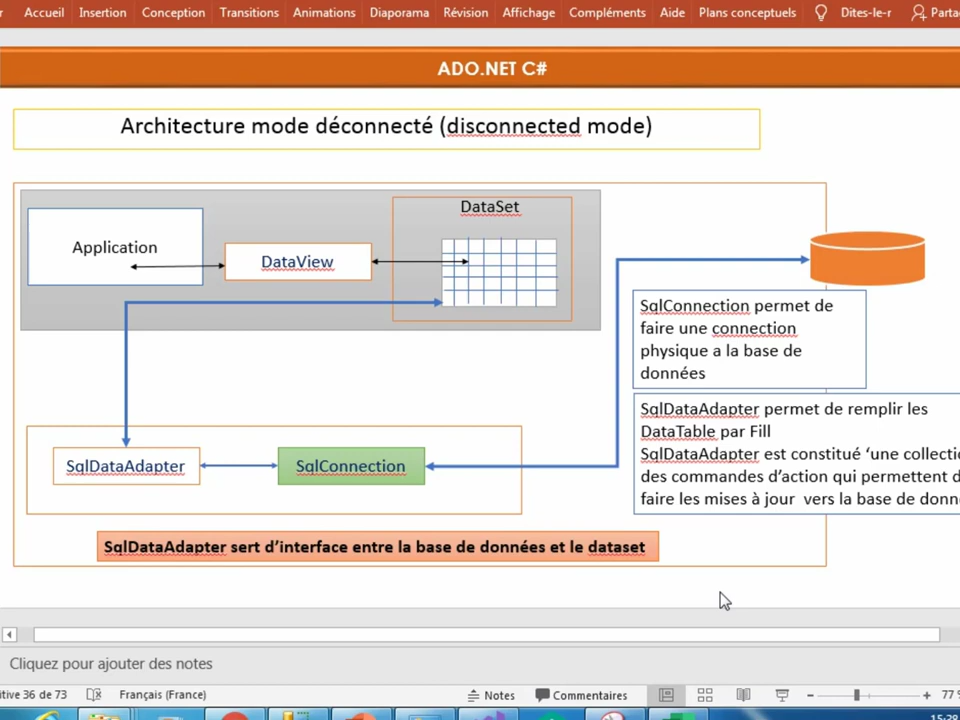 Accueil Insertion Conception Transitions Animations Diaporama Révision Affichage Compléments Aide Plans conceptuels Dites-le-r Parta
ADO.NET C#
Architecture mode déconnecté (disconnected mode)
DataSet
Application
DataView
SqlConnection permet de
faire une connection
physique a la base de
données
SqlDataAdapter permet de remplir les
DataTable par Fill
SqlDataAdapter est constitué ‘une collectio
des commandes d’action qui permettent d
faire les mises à jour vers la base de donn
SqlDataAdapter
SqlConnection
SqlDataAdapter sert d’interface entre la base de données et le dataset
Cliquez pour ajouter des notes
itive 36 de 73 Français (France) Notes Commentaires 77 %